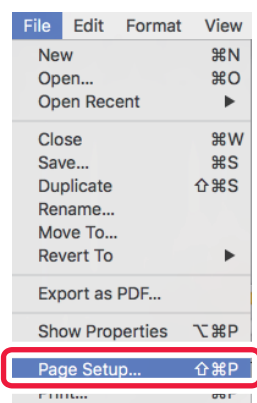 File Edit Format View
New ⌘N
Open... ⌘O
Open Recent ▶
Close ⌘W
Save... ⌘S
Duplicate ⇧⌘S
Rename...
Move To...
Revert To ▶
Export as PDF...
Show Properties ⌥⌘P
Page Setup... ⇧⌘P